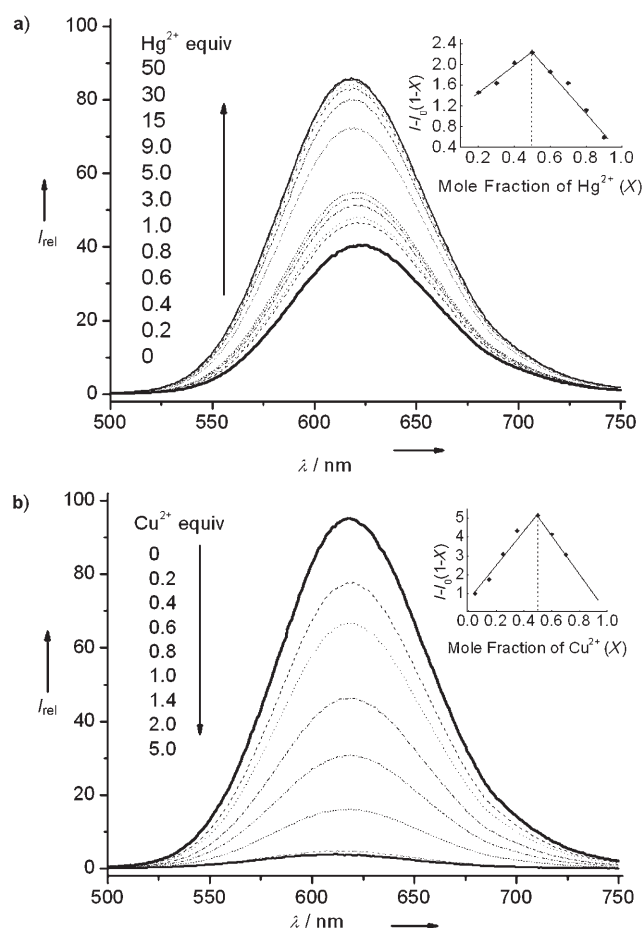 a)
Hg2+ equiv
50
30
15
9.0
5.0
3.0
1.0
0.8
0.6
0.4
0.2
0
100
80
60
40
20
0
Irel
500 550 600 650 700 750
λ / nm
I-I0(1-X)
2.4
2.0
1.6
1.2
0.8
0.4
0.2 0.4 0.6 0.8 1.0
Mole Fraction of Hg2+ (X)
b)
Cu2+ equiv
0
0.2
0.4
0.6
0.8
1.0
1.4
2.0
5.0
100
80
60
40
20
0
Irel
500 550 600 650 700 750
λ / nm
I-I0(1-X)
5
4
3
2
1
0.0 0.2 0.4 0.6 0.8 1.0
Mole Fraction of Cu2+ (X)